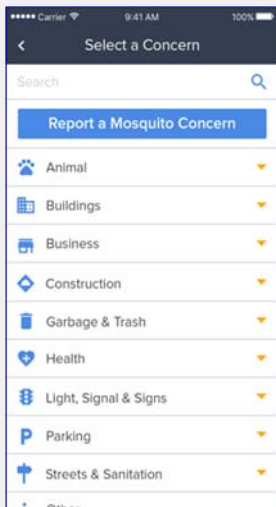 Carrier 9:41 AM 100%
Select a Concern
Search
Report a Mosquito Concern
Animal
Buildings
Business
Construction
Garbage & Trash
Health
Light, Signal & Signs
P Parking
Streets & Sanitation